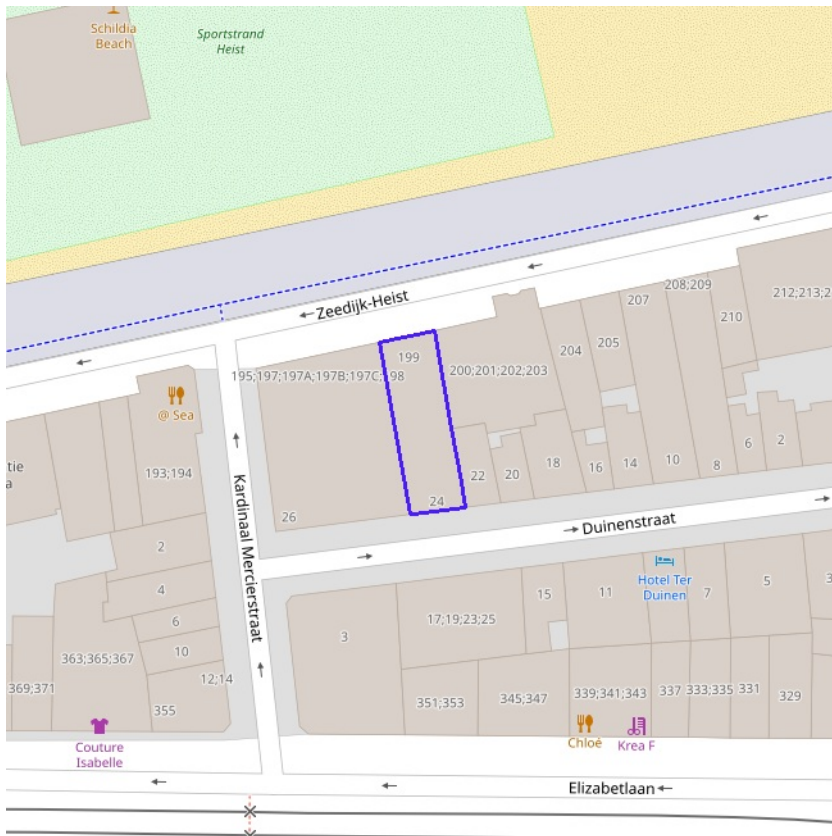 Schildia
Beach
Sportstrand
Heist
Zeedijk-Heist
199
195;197;197A;197B;197C;198
200;201;202;203
204
205
207
208;209
210
212;213;2
@ Sea
tie
a
193;194
26
24
22
20
18
16
14
10
8
6
2
Kardinaal Mercierstraat
Duinenstraat
2
4
6
10
12;14
363;365;367
369;371
355
3
17;19;23;25
15
11
Hotel Ter
Duinen
7
5
3
351;353
345;347
339;341;343
337
333;335
331
329
Chloé
Krea F
Couture
Isabelle
Elizabetlaan